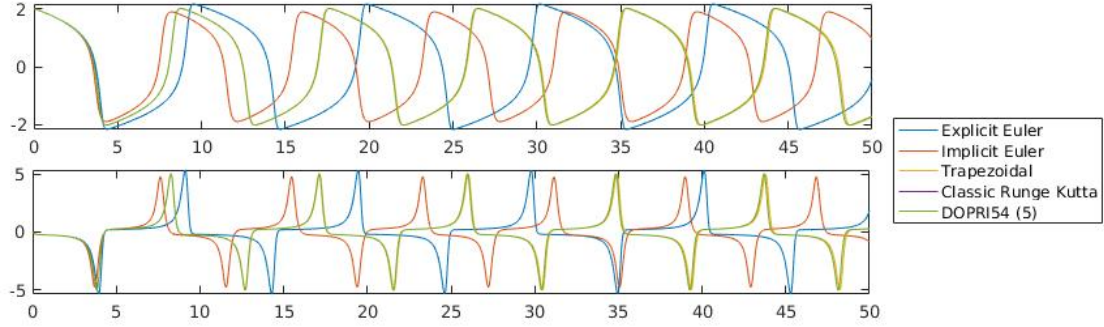 2
0
-2
0 5 10 15 20 25 30 35 40 45 50
5
0
-5
0 5 10 15 20 25 30 35 40 45 50
Explicit Euler
Implicit Euler
Trapezoidal
Classic Runge Kutta
DOPRI54 (5)